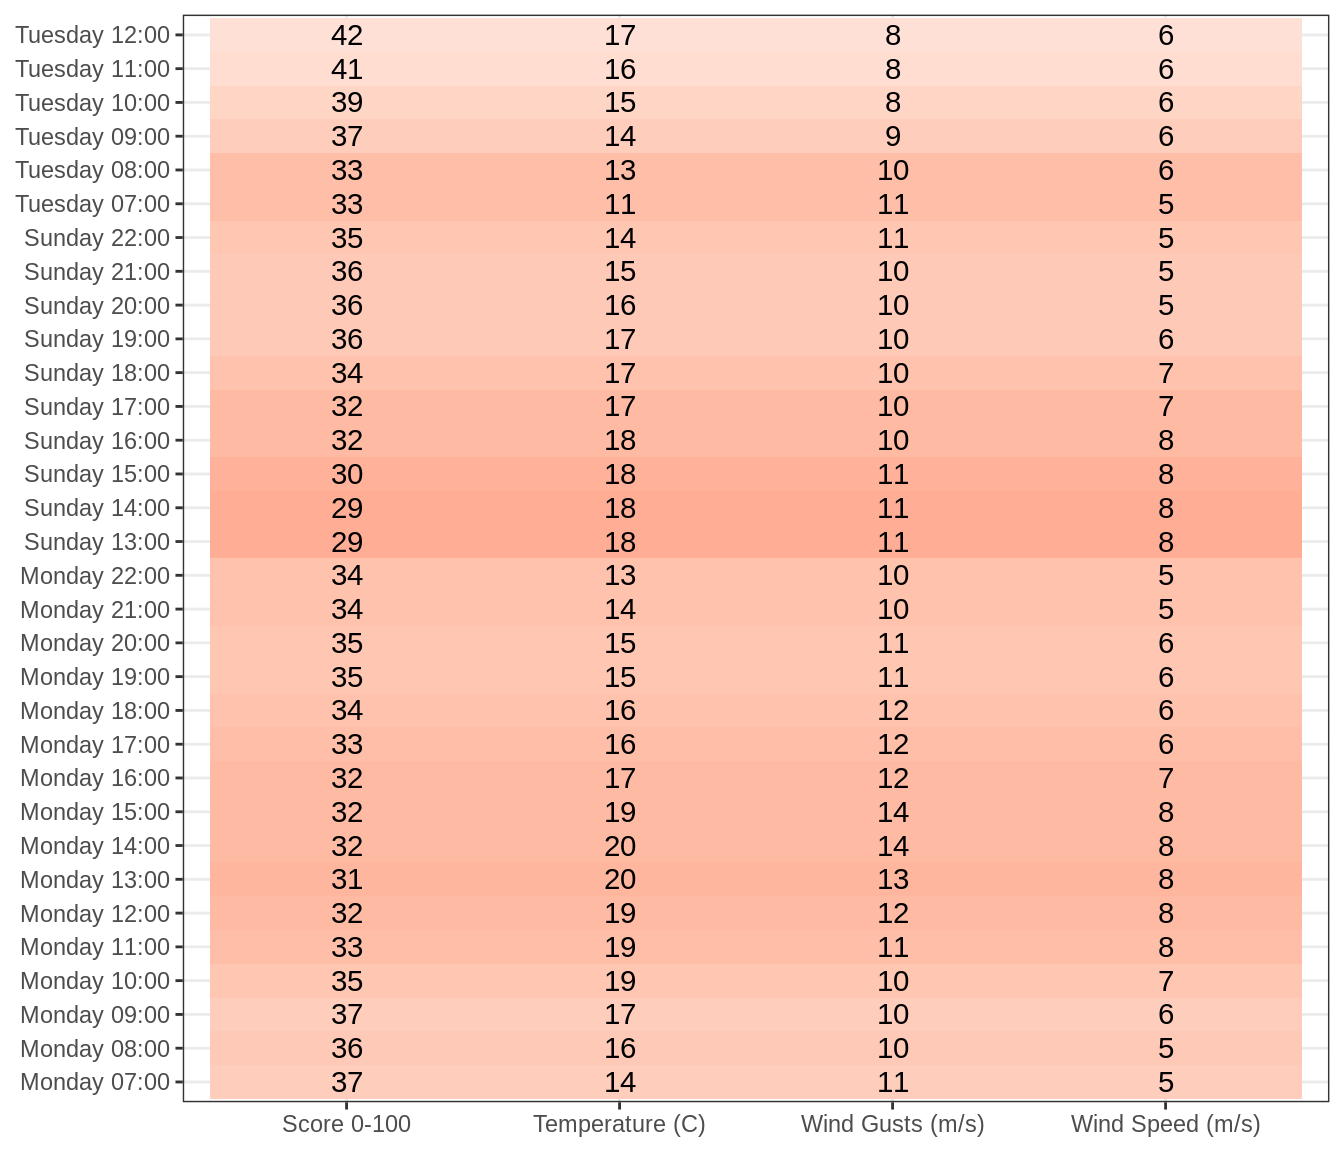 Tuesday 12:00 42 17 8 6
Tuesday 11:00 41 16 8 6
Tuesday 10:00 39 15 8 6
Tuesday 09:00 37 14 9 6
Tuesday 08:00 33 13 10 6
Tuesday 07:00 33 11 11 5
Sunday 22:00 35 14 11 5
Sunday 21:00 36 15 10 5
Sunday 20:00 36 16 10 5
Sunday 19:00 36 17 10 6
Sunday 18:00 34 17 10 7
Sunday 17:00 32 17 10 7
Sunday 16:00 32 18 10 8
Sunday 15:00 30 18 11 8
Sunday 14:00 29 18 11 8
Sunday 13:00 29 18 11 8
Monday 22:00 34 13 10 5
Monday 21:00 34 14 10 5
Monday 20:00 35 15 11 6
Monday 19:00 35 15 11 6
Monday 18:00 34 16 12 6
Monday 17:00 33 16 12 6
Monday 16:00 32 17 12 7
Monday 15:00 32 19 14 8
Monday 14:00 32 20 14 8
Monday 13:00 31 20 13 8
Monday 12:00 32 19 12 8
Monday 11:00 33 19 11 8
Monday 10:00 35 19 10 7
Monday 09:00 37 17 10 6
Monday 08:00 36 16 10 5
Monday 07:00 37 14 11 5
Score 0-100 Temperature (C) Wind Gusts (m/s) Wind Speed (m/s)